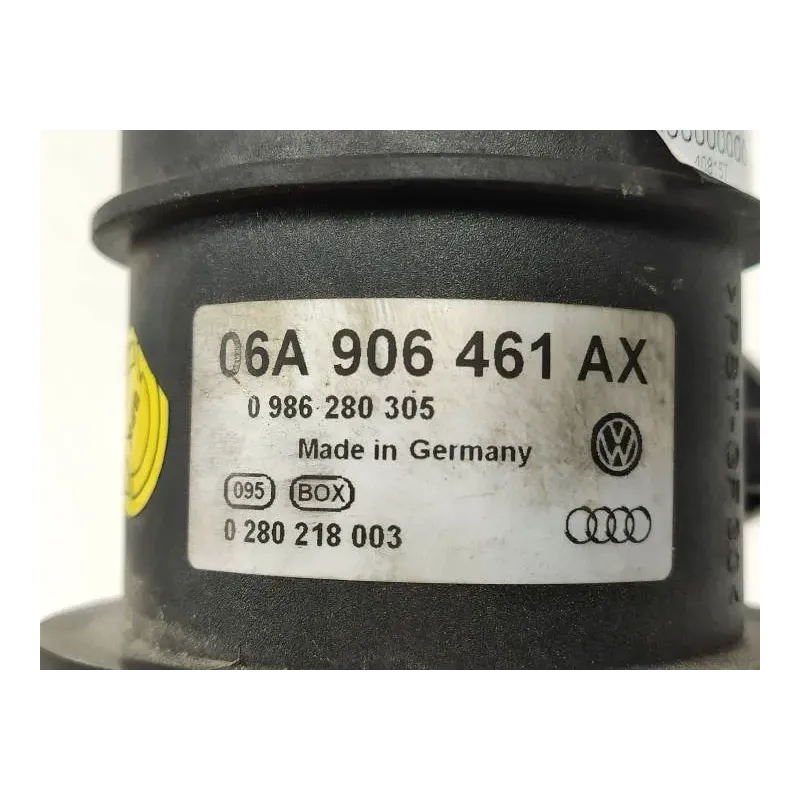 06A 906 461 AX
0 986 280 305
Made in Germany
095 BOX
0 280 218 003